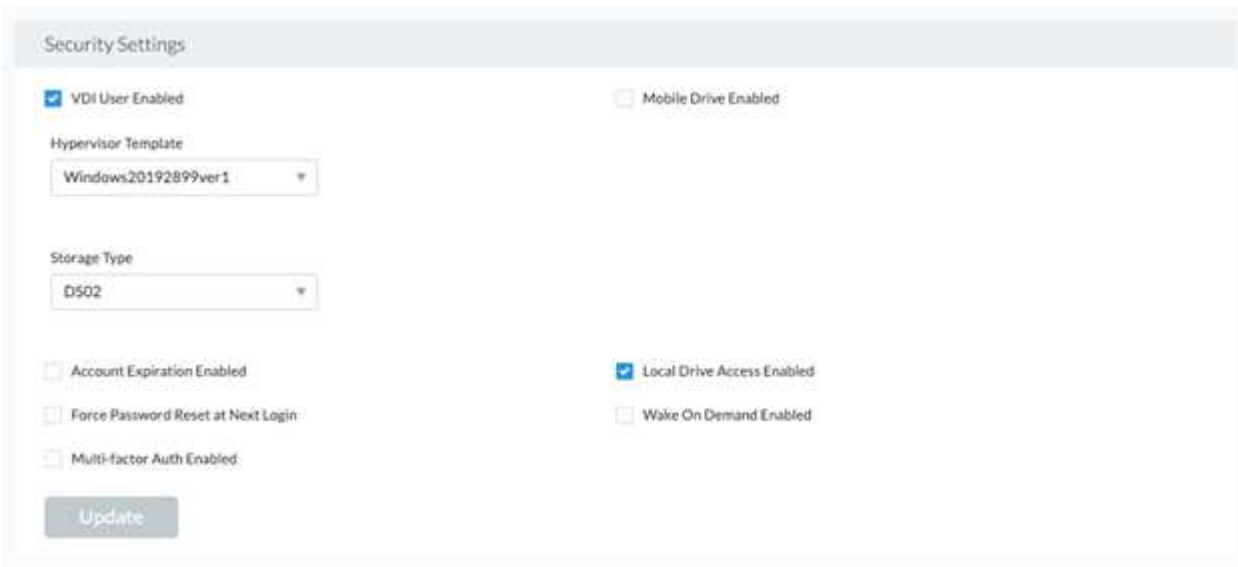 Security Settings
VDI User Enabled
Mobile Drive Enabled
Hypervisor Template
Windows20192899ver1
Storage Type
DS02
Account Expiration Enabled
Local Drive Access Enabled
Force Password Reset at Next Login
Wake On Demand Enabled
Multi-factor Auth Enabled
Update